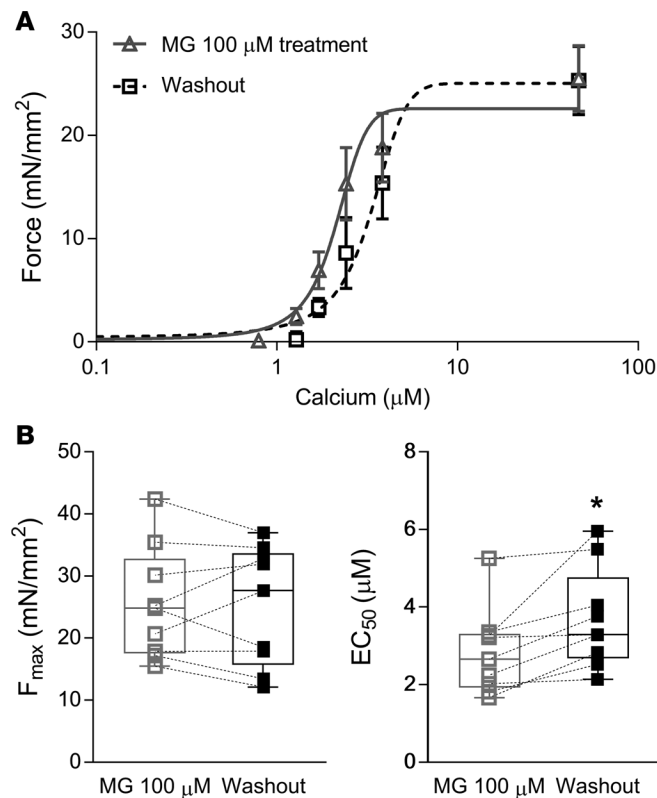 A
30
20
10
0
Force (mN/mm²)
MG 100 μM treatment
Washout
0.1
1
10
100
Calcium (μM)
B
50
40
30
20
10
0
F_max (mN/mm²)
MG 100 μM Washout
8
6
4
2
0
EC₅₀ (μM)
*
MG 100 μM Washout